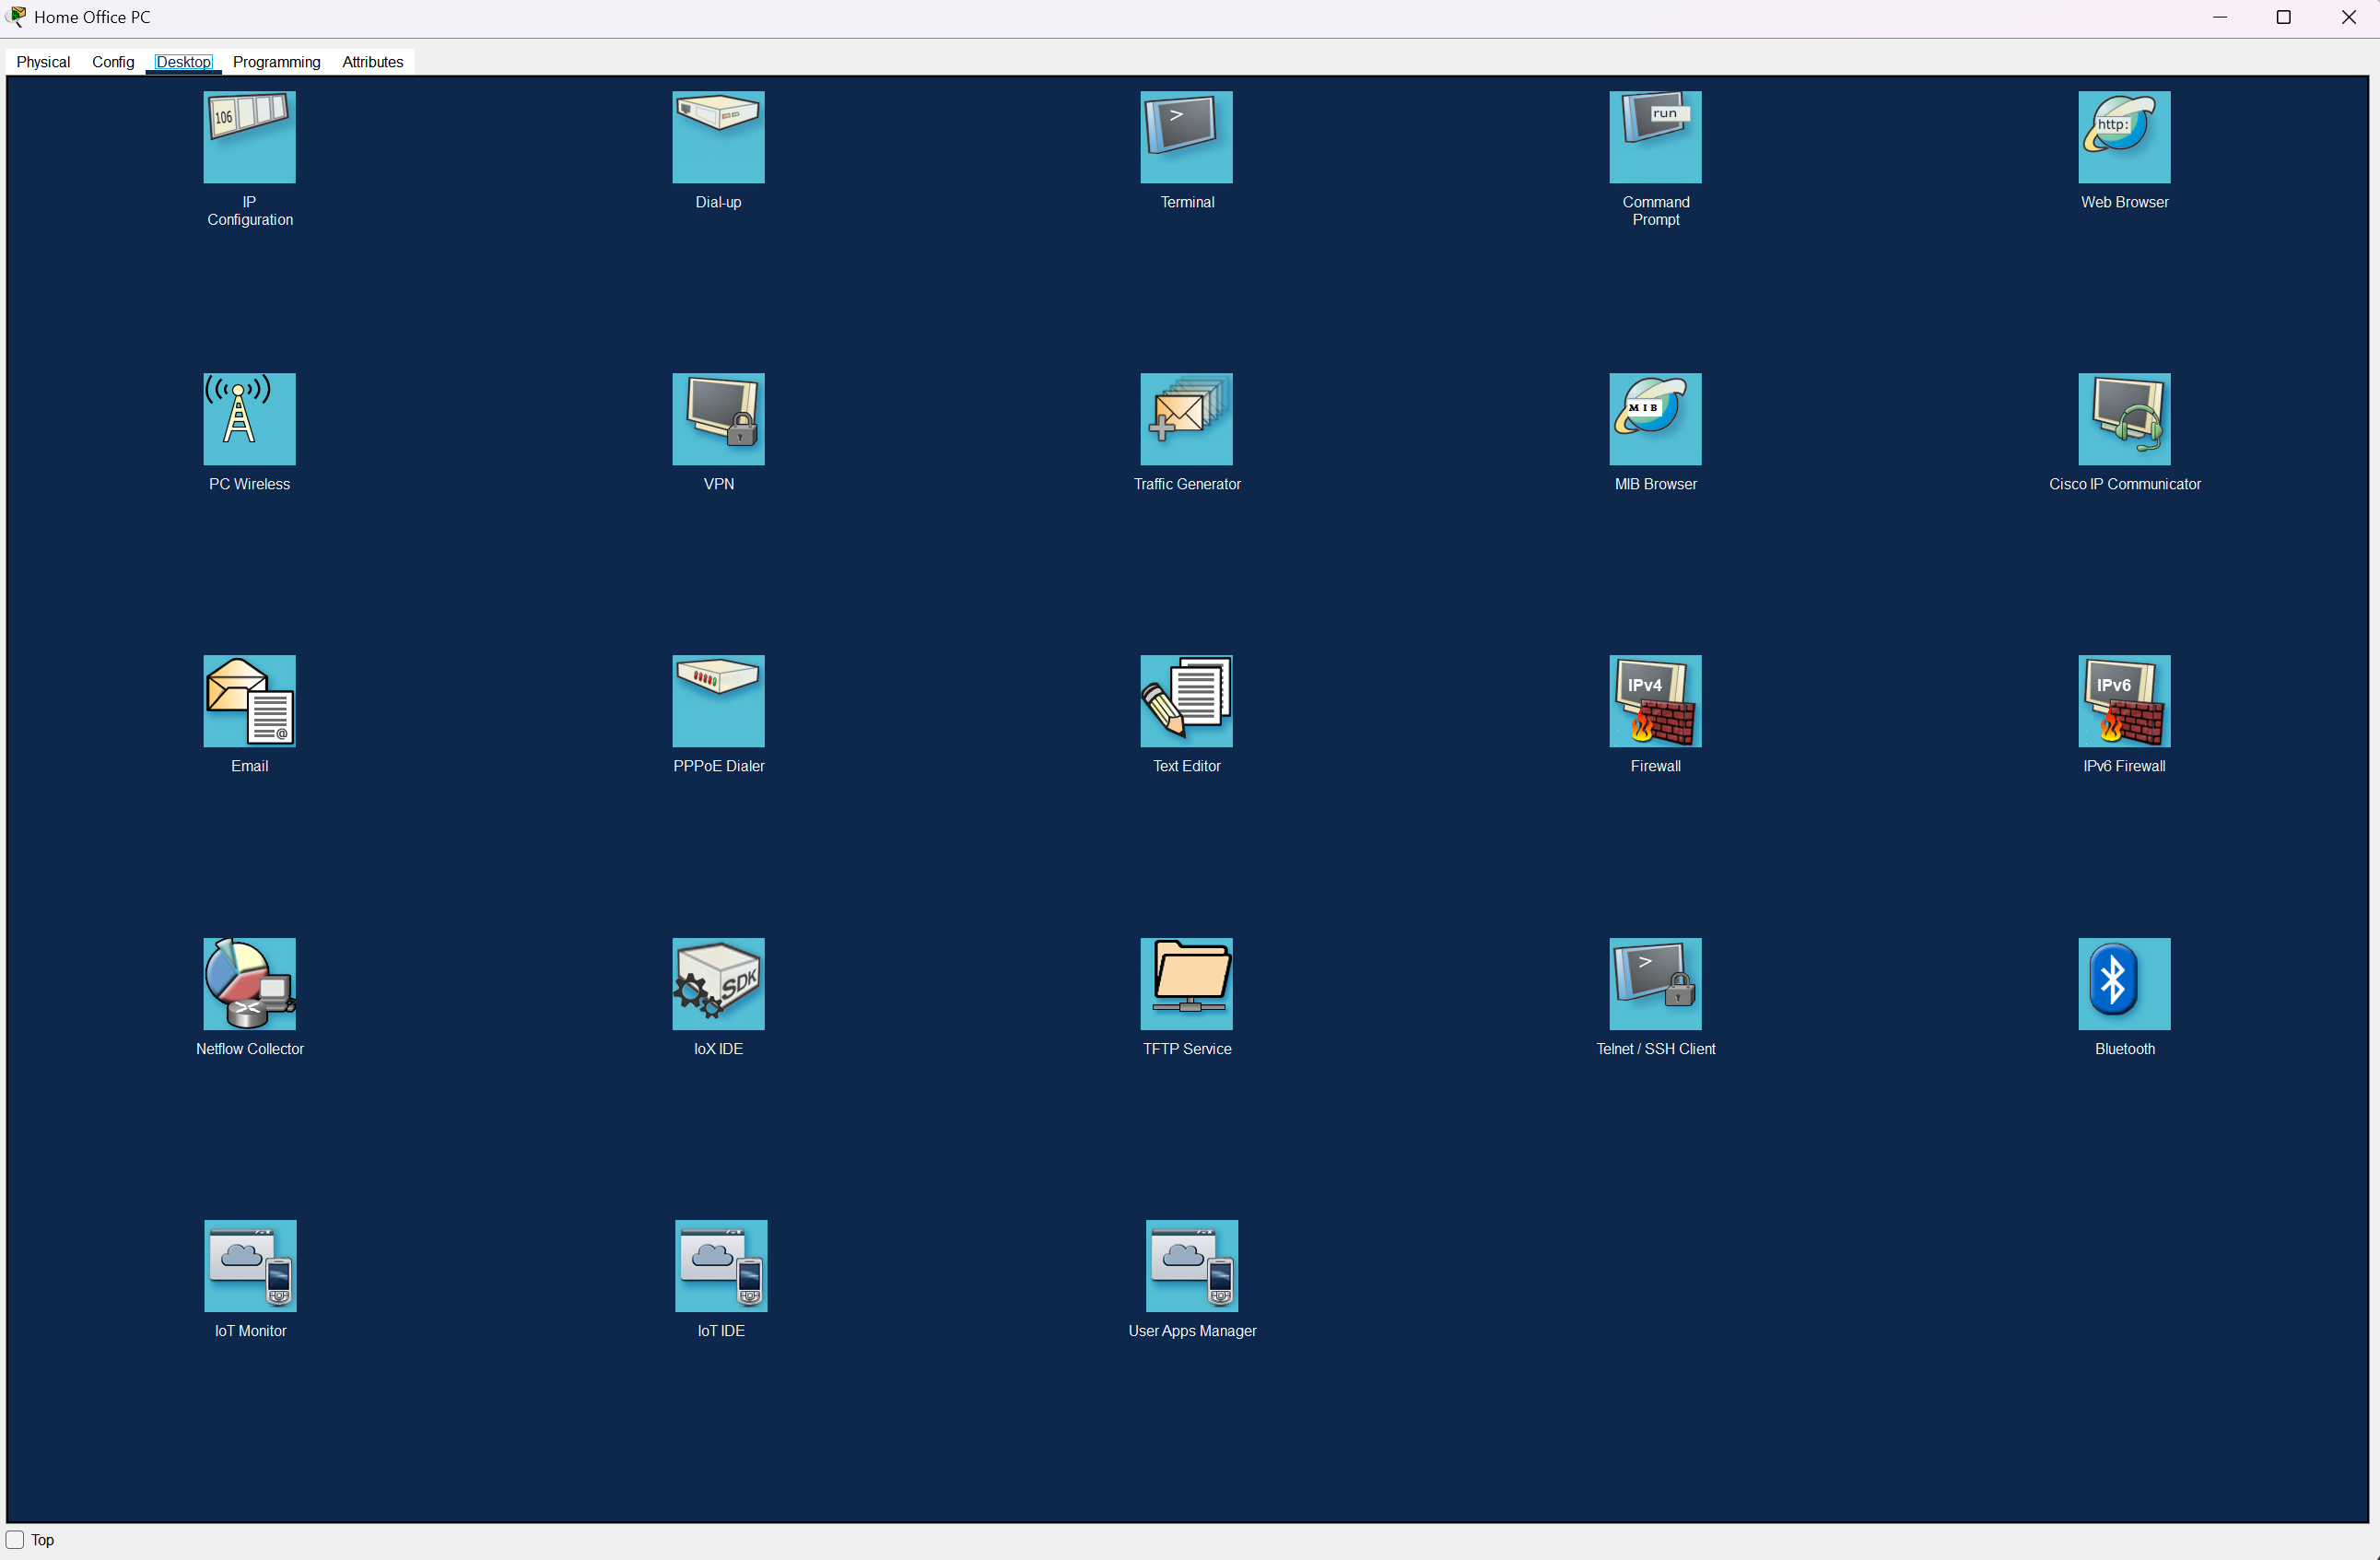 Home Office PC
Physical Config Desktop Programming Attributes
106
>
run
http:
IP
Configuration
Dial-up
Terminal
Command
Prompt
Web Browser
MIB
PC Wireless
VPN
Traffic Generator
MIB Browser
Cisco IP Communicator
@
IPv4
IPv6
Email
PPPoE Dialer
Text Editor
Firewall
IPv6 Firewall
SDK
>
Netflow Collector
IoX IDE
TFTP Service
Telnet / SSH Client
Bluetooth
IoT Monitor
IoT IDE
User Apps Manager
Top